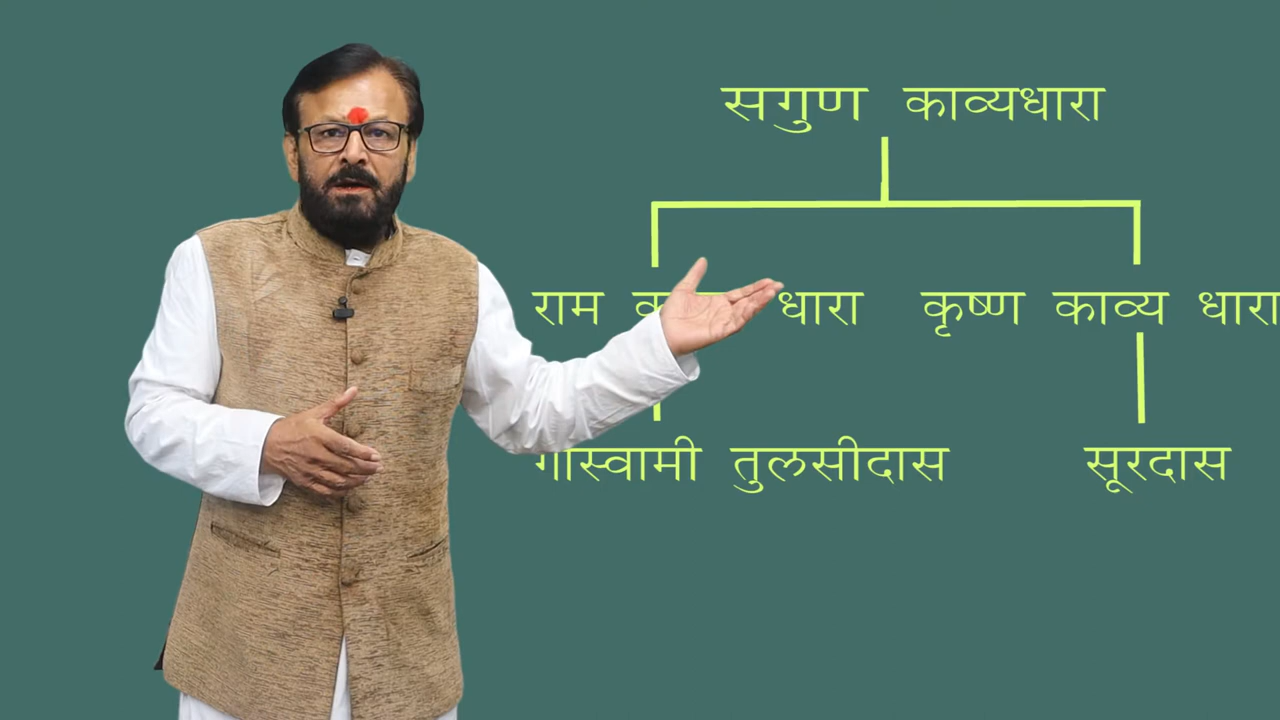 सगुण काव्यधारा
राम धारा कृष्ण काव्य धारा
गोस्वामी तुलसीदास सूरदास